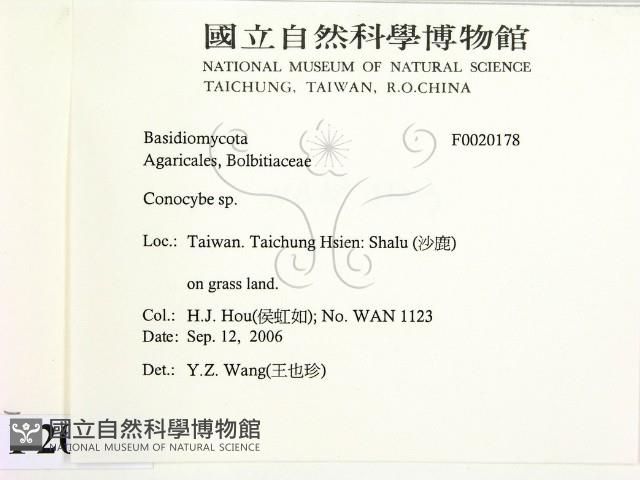 國立自然科學博物館
NATIONAL MUSEUM OF NATURAL SCIENCE
TAICHUNG, TAIWAN, R.O.CHINA
Basidiomycota F0020178
Agaricales, Bolbitiaceae
Conocybe sp.
Loc.: Taiwan. Taichung Hsien: Shalu (沙鹿)
on grass land.
Col.: H.J. Hou(侯虹如); No. WAN 1123
Date: Sep. 12, 2006
Det.: Y.Z. Wang(王也珍)
國立自然科學博物館
NATIONAL MUSEUM OF NATURAL SCIENCE